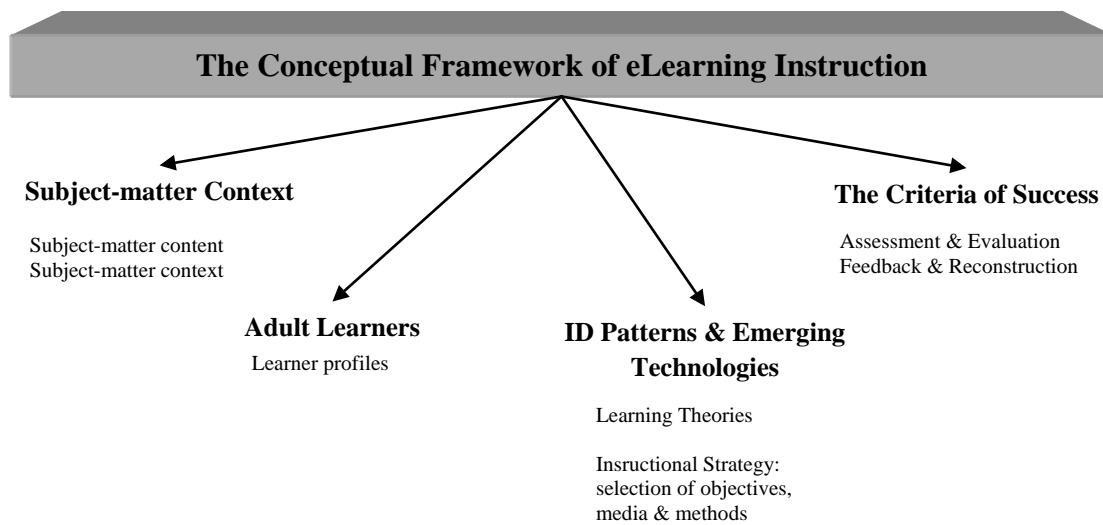 The Conceptual Framework of eLearning Instruction
Subject-matter Context
Subject-matter content
Subject-matter context
Adult Learners
Learner profiles
ID Patterns & Emerging
Technologies
Learning Theories
Insructional Strategy:
selection of objectives,
media & methods
The Criteria of Success
Assessment & Evaluation
Feedback & Reconstruction